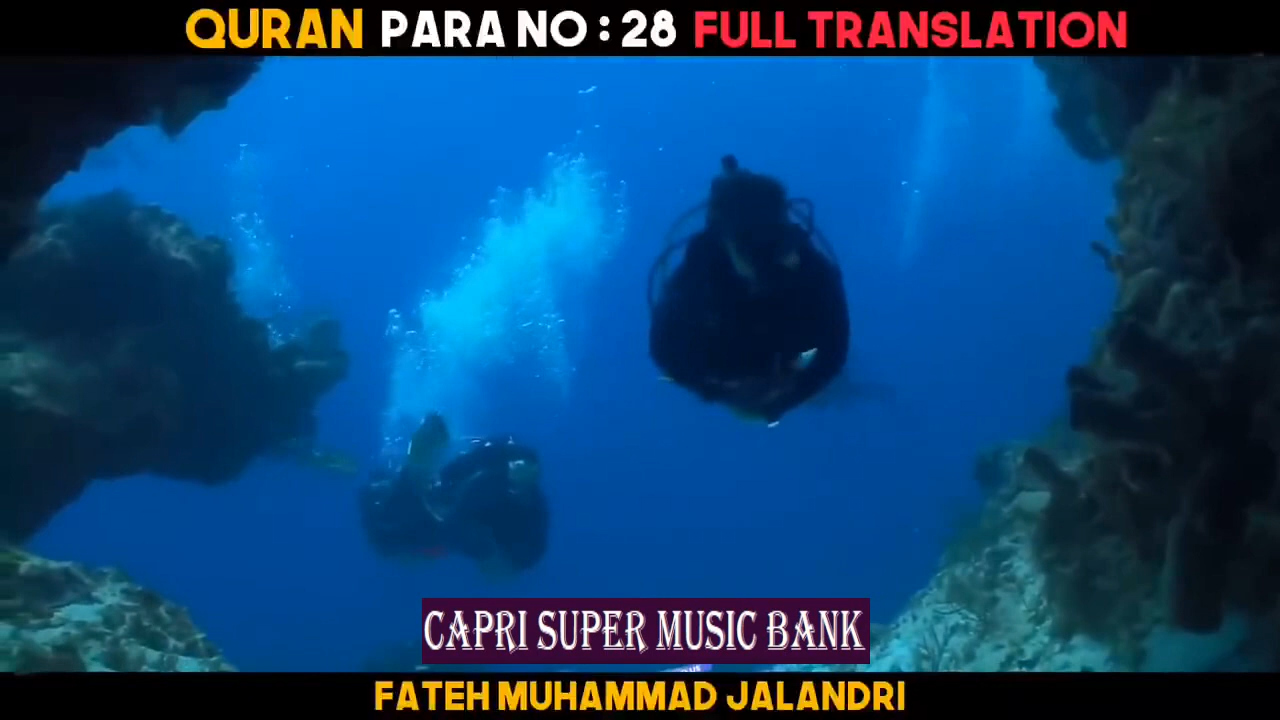 QURAN PARA NO : 28 FULL TRANSLATION
CAPRI SUPER MUSIC BANK
FATEH MUHAMMAD JALANDRI